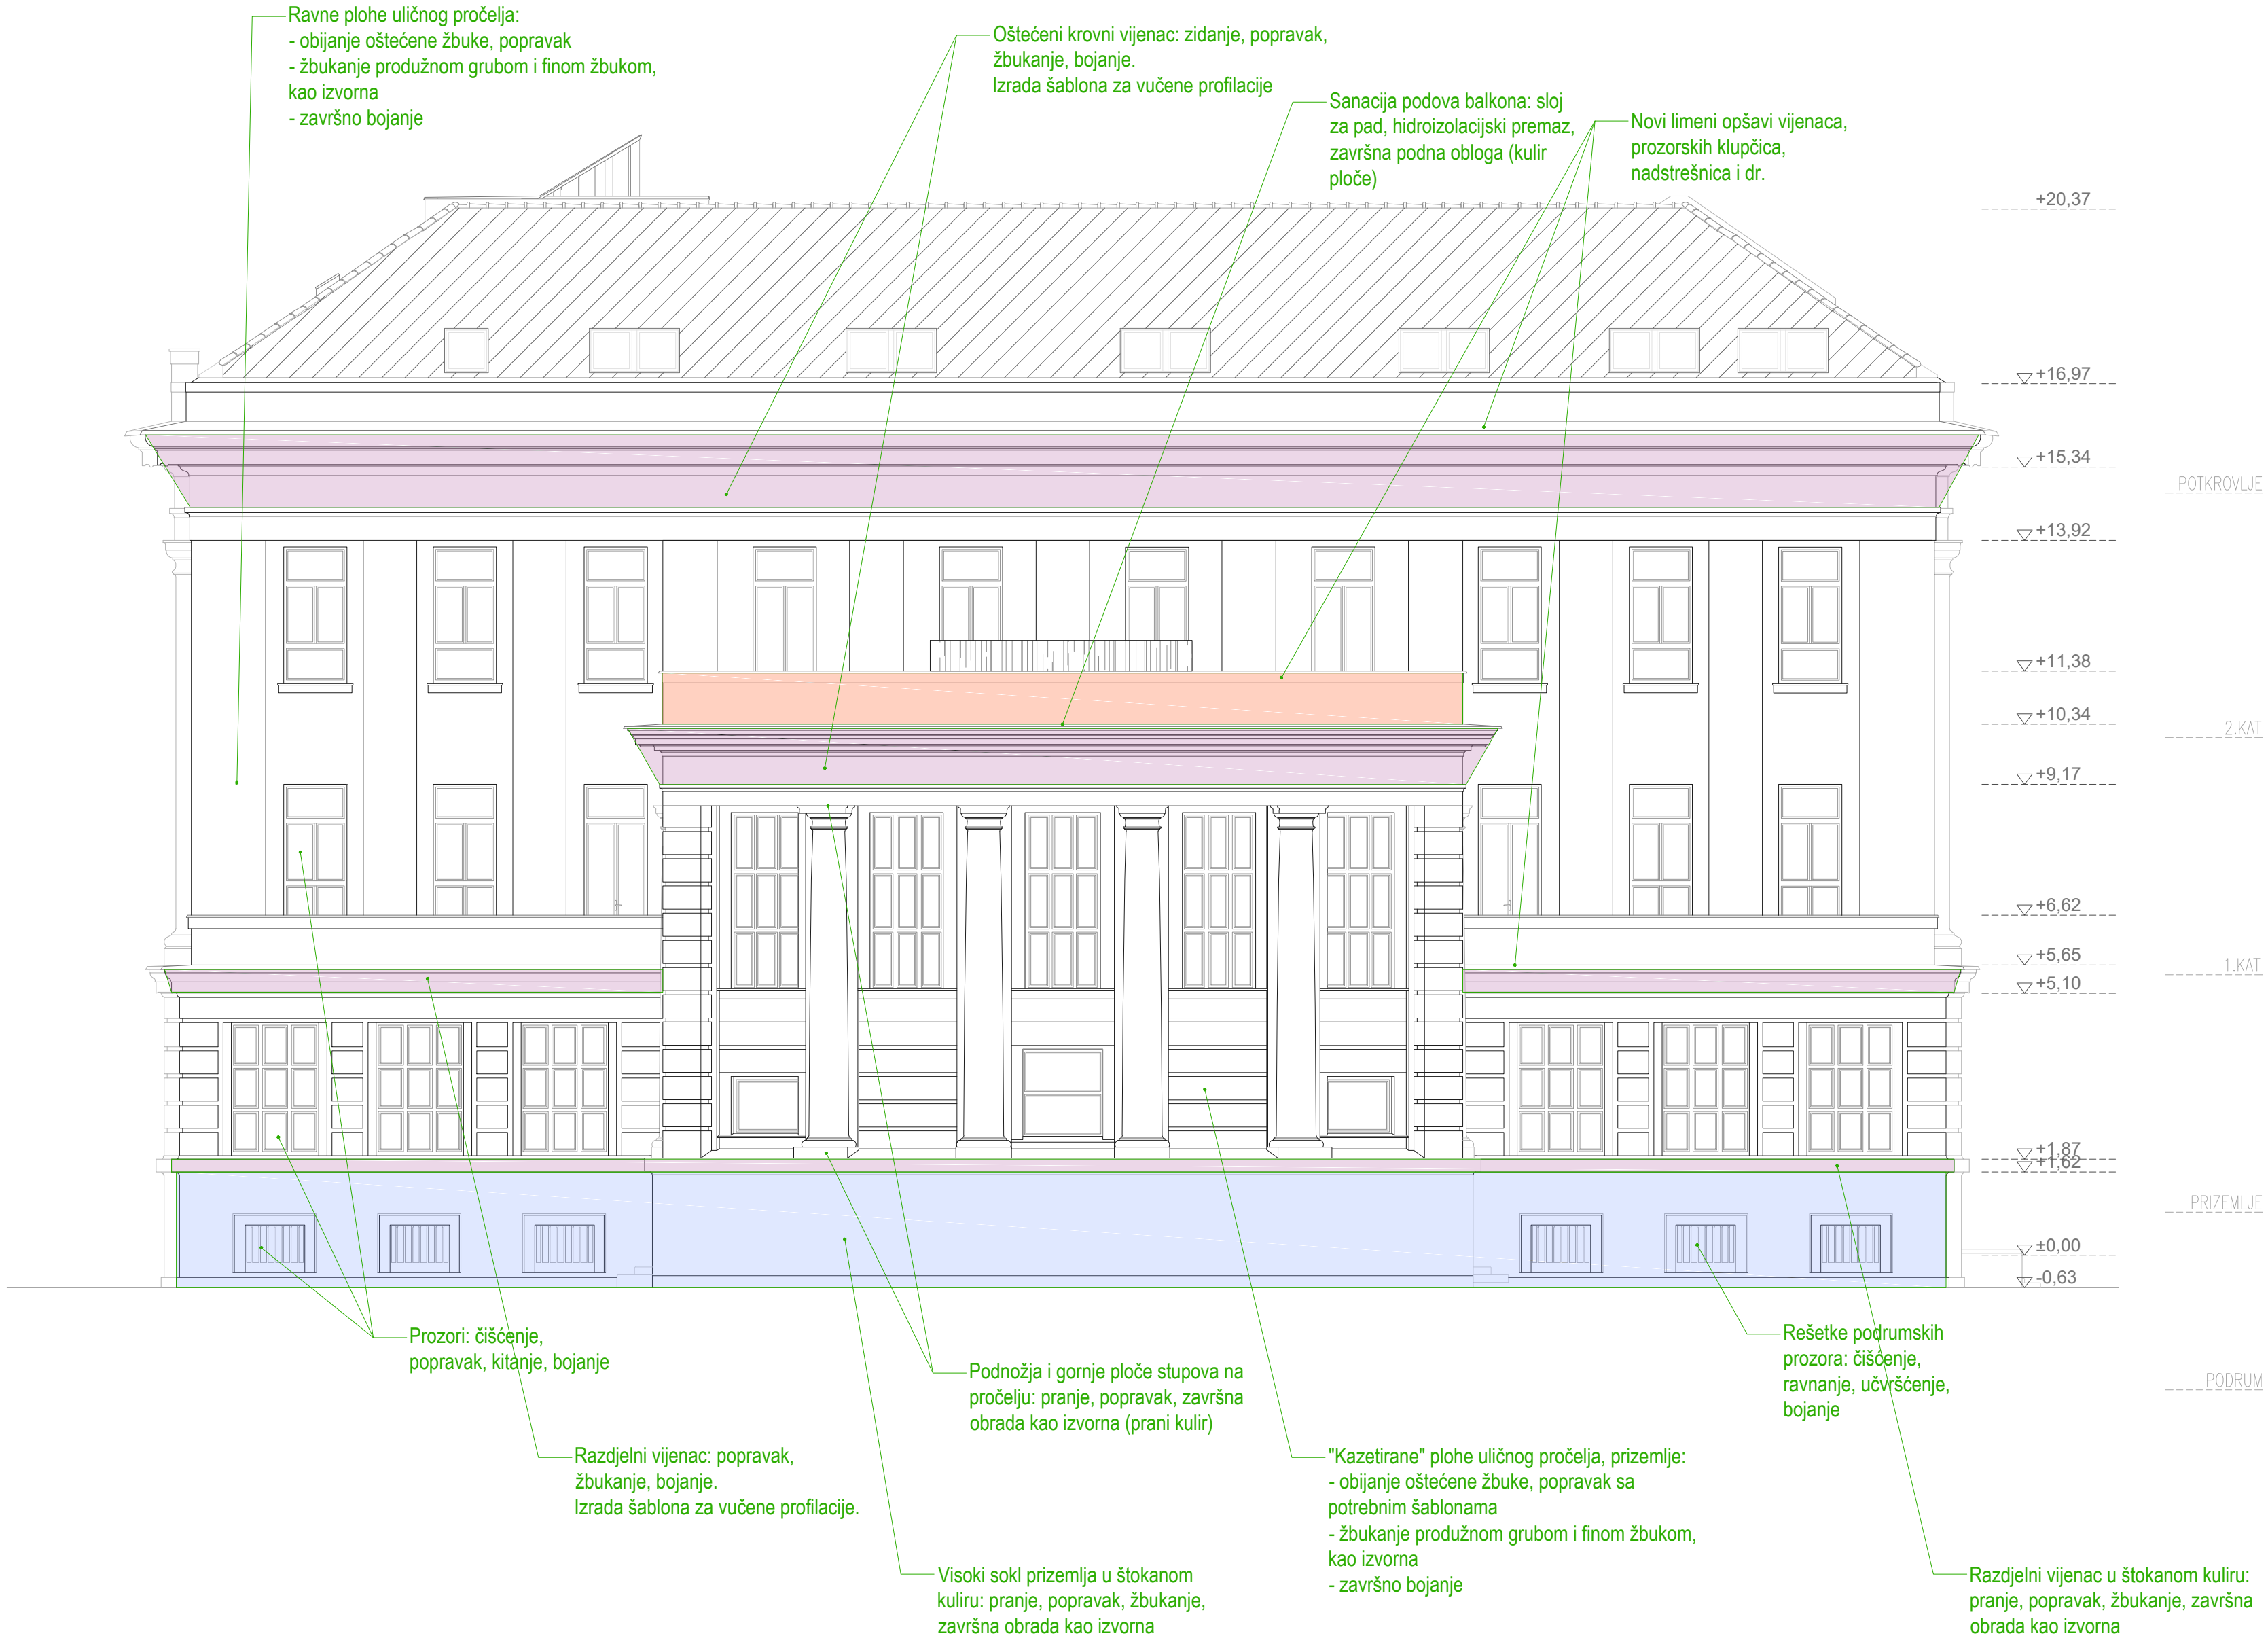 Ravne plohe uličnog pročelja:
- obijanje oštećene žbuke, popravak
- žbukanje produžnom grubom i finom žbukom,
kao izvorna
- završno bojanje
Oštećeni krovni vijenac: zidanje, popravak,
žbukanje, bojanje.
Izrada šablona za vučene profilacije
Sanacija podova balkona: sloj
za pad, hidroizolacijski premaz,
završna podna obloga (kulir
ploče)
Novi limeni opšavi vijenaca,
prozorskih klupčica,
nadstrešnica i dr.
+20,37
+16,97
+15,34
POTKROVLJE
+13,92
+11,38
+10,34
2.KAT
+9,17
+6,62
+5,65
1.KAT
+5,10
+1,87
+1,62
PRIZEMLJE
±0,00
-0,63
PODRUM
Prozori: čišćenje,
popravak, kitanje, bojanje
Podnožja i gornje ploče stupova na
pročelju: pranje, popravak, završna
obrada kao izvorna (prani kulir)
Rešetke podrumskih
prozora: čišćenje,
ravnanje, učvršćenje,
bojanje
Razdjelni vijenac: popravak,
žbukanje, bojanje.
Izrada šablona za vučene profilacije.
"Kazetirane" plohe uličnog pročelja, prizemlje:
- obijanje oštećene žbuke, popravak sa
potrebnim šablonama
- žbukanje produžnom grubom i finom žbukom,
kao izvorna
- završno bojanje
Visoki sokl prizemlja u štokanom
kuliru: pranje, popravak, žbukanje,
završna obrada kao izvorna
Razdjelni vijenac u štokanom kuliru:
pranje, popravak, žbukanje, završna
obrada kao izvorna